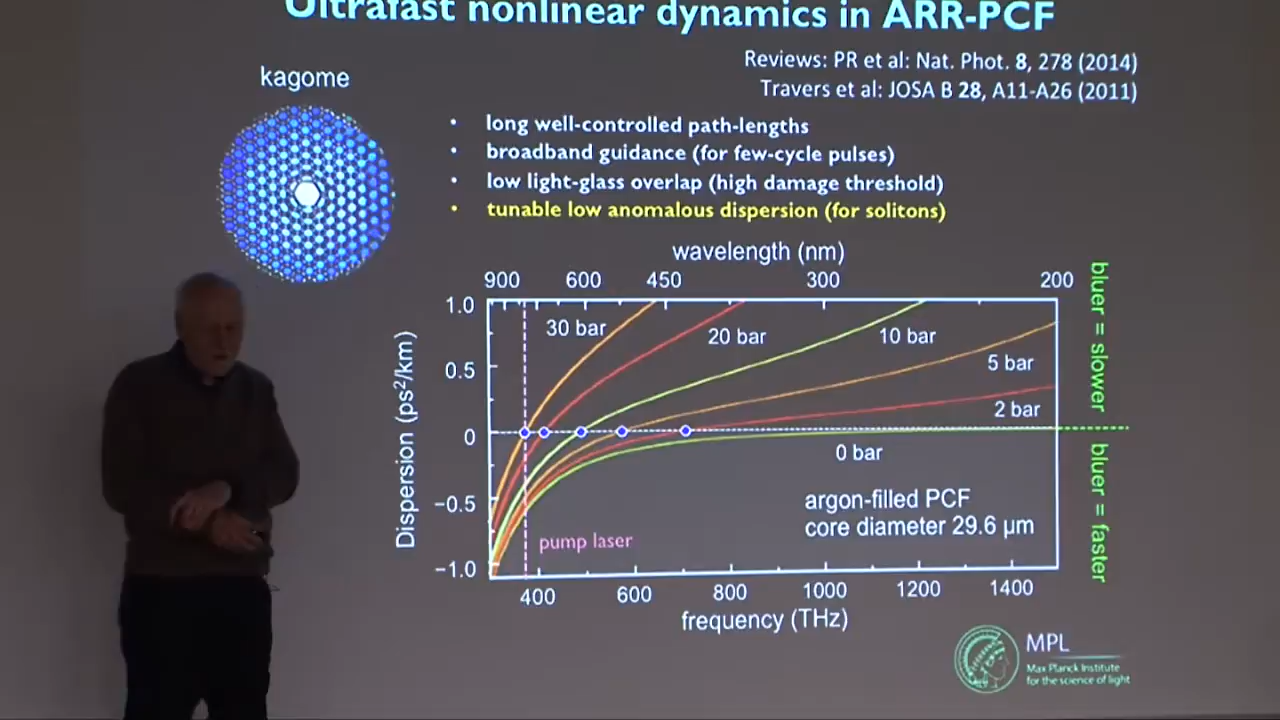 Ultrafast nonlinear dynamics in ARR-PCF
Reviews: PR et al: Nat. Phot. 8, 278 (2014)
Travers et al: JOSA B 28, A11-A26 (2011)
kagome
• long well-controlled path-lengths
• broadband guidance (for few-cycle pulses)
• low light-glass overlap (high damage threshold)
• tunable low anomalous dispersion (for solitons)
wavelength (nm)
900 600 450 300 200
1.0
0.5
0
−0.5
−1.0
Dispersion (ps²/km)
30 bar
20 bar
10 bar
5 bar
2 bar
0 bar
argon-filled PCF
core diameter 29.6 µm
pump laser
400 600 800 1000 1200 1400
frequency (THz)
bluer = slower
bluer = faster
MPL
Max Planck Institute
for the science of light